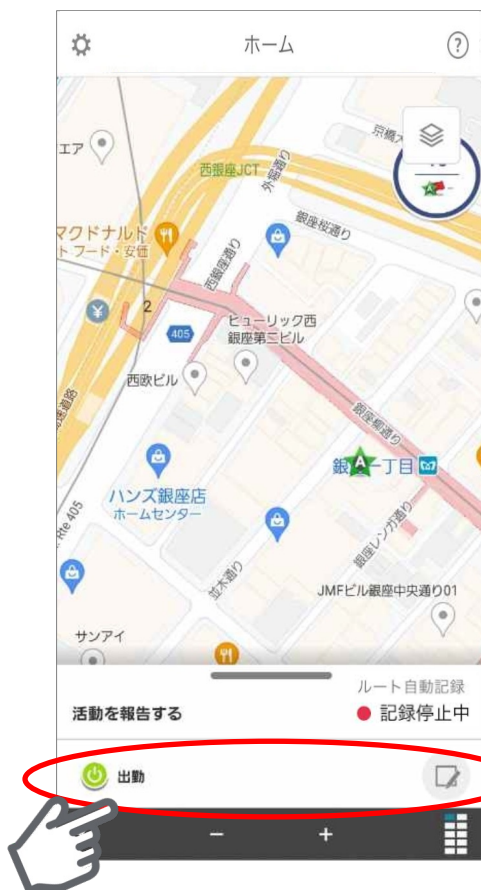 ホーム
?
エア
京橋
西銀座JCT
外堀通り
マクドナルド
ト フード・安価
銀座桜通り
西銀座通り
¥
2
405
ヒューリック西
銀座第二ビル
西欧ビル
銀座柳通り
A
銀
一丁目
ハンズ銀座店
ホームセンター
Rte 405
速道路
銀座レンガ通り
並木通り
JMFビル銀座中央通り01
サンアイ
ルート自動記録
活動を報告する
記録停止中
出勤
−
+